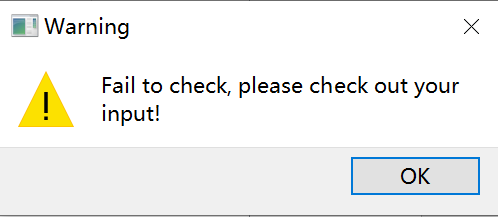 Warning
Fail to check, please check out your
input!
OK